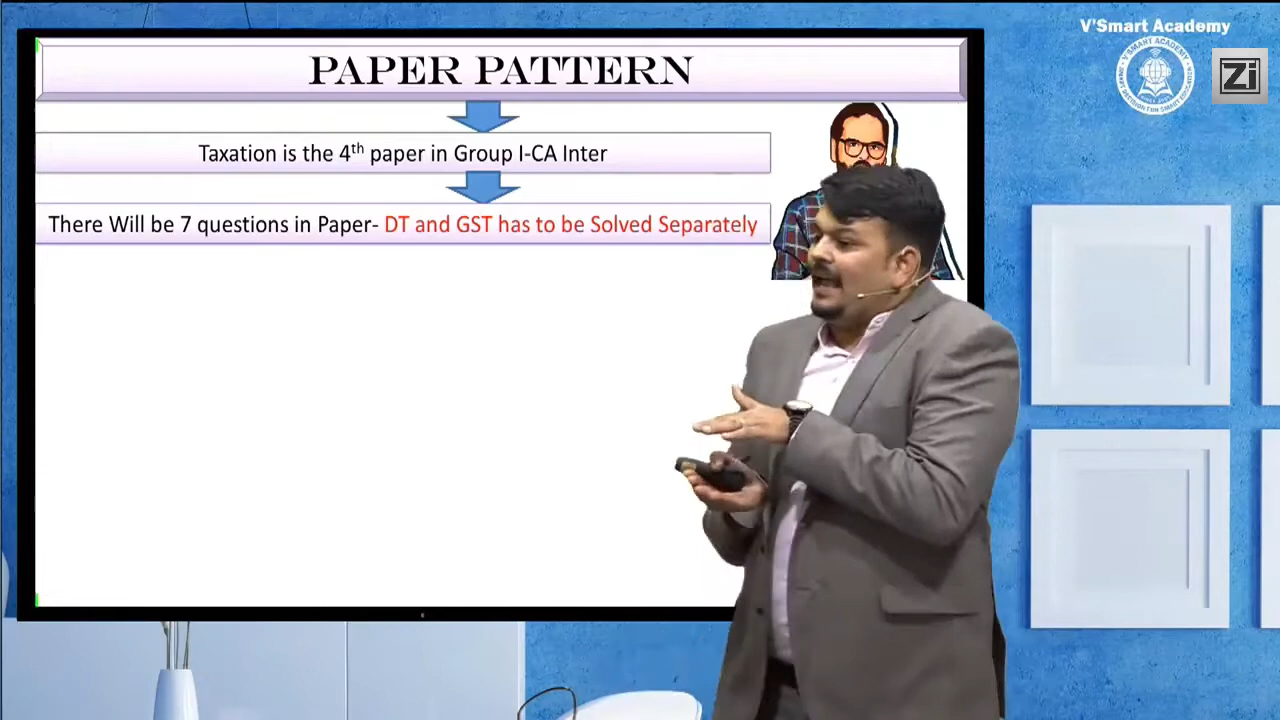 V'Smart Academy
Zi
PAPER PATTERN
Taxation is the 4th paper in Group I-CA Inter
There Will be 7 questions in Paper- DT and GST has to be Solved Separately